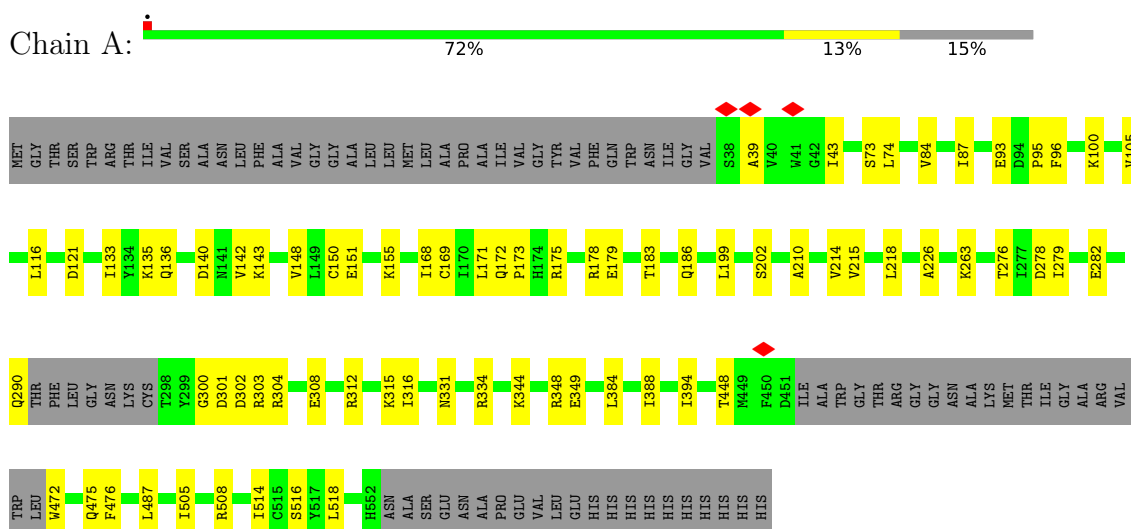 Chain A:
72% 13% 15%
MET GLY THR SER TRP ARG THR ILE VAL SER ALA ASN LEU PHE ALA VAL GLY GLY ALA LEU LEU MET LEU ALA PRO ALA ILE VAL GLY TYR VAL PHE GLN TRP ASN ILE GLY VAL S38 A39 V40 W41 G42 I43 S73 L74 V84 I87 E93 D94 P95 F96 K100 V105
L116 D121 I133 Y134 K135 Q136 D140 N141 V142 K143 V148 L149 C150 E151 K155 I168 C169 I170 L171 Q172 P173 H174 R175 R178 E179 T183 Q186 L199 S202 A210 V214 V215 L218 A226 K263 T276 I277 D278 I279 E282
Q290 THR PHE LEU GLY ASN LYS CYS T298 Y299 G300 D301 D302 R303 R304 E308 R312 K315 I316 N331 R334 K344 R348 E349 L384 I388 I394 T448 M449 F450 D451 ILE ALA TRP GLY THR ARG GLY GLY ASN ALA LYS MET THR ILE GLY ALA ARG VAL
TRP LEU W472 Q475 F476 L487 I505 R508 I514 C515 S516 Y517 L518 H552 ASN ALA SER GLU ASN ALA PRO GLU VAL LEU GLU HIS HIS HIS HIS HIS HIS HIS HIS HIS HIS